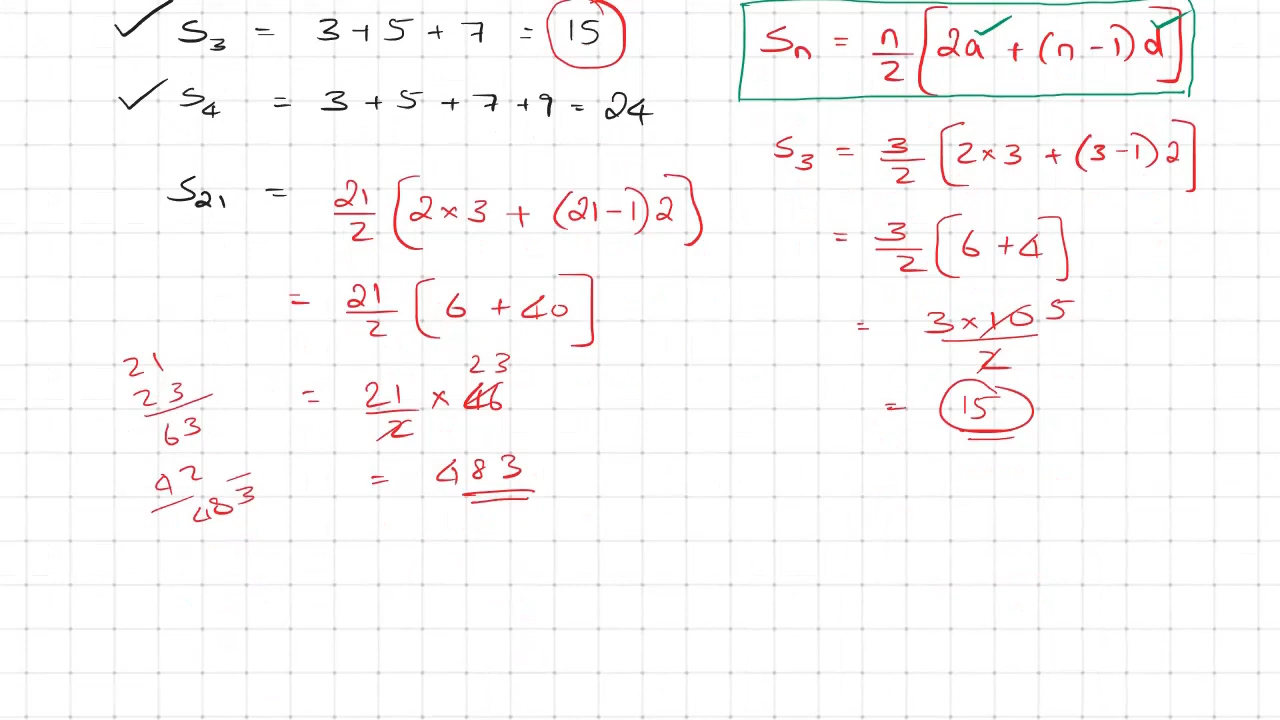 ✓ S₃ = 3 + 5 + 7 = 15
✓ S₄ = 3 + 5 + 7 + 9 = 24
S₂₁ = 21/2 [2 × 3 + (21 - 1) 2]
= 21/2 [6 + 40]
= 21/2 × 46 23
= 483
21
23
63
42
483
Sₙ = n/2 [2a + (n - 1) d]
S₃ = 3/2 [2 × 3 + (3 - 1) 2]
= 3/2 [6 + 4]
= 3 × 10 5 / 2
= 15